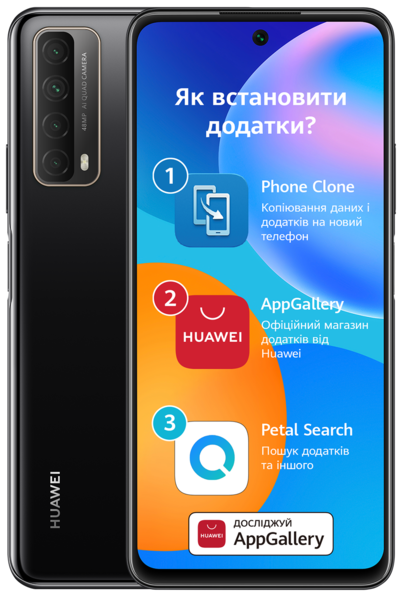 48MP AI QUAD CAMERA
HUAWEI
Як встановити
додатки?
1
Phone Clone
Копіювання даних і
додатків на новий
телефон
2
HUAWEI
AppGallery
Офіційний магазин
додатків від
Huawei
3
Petal Search
Пошук додатків
та іншого
HUAWEI
ДОСЛІДЖУЙ
AppGallery